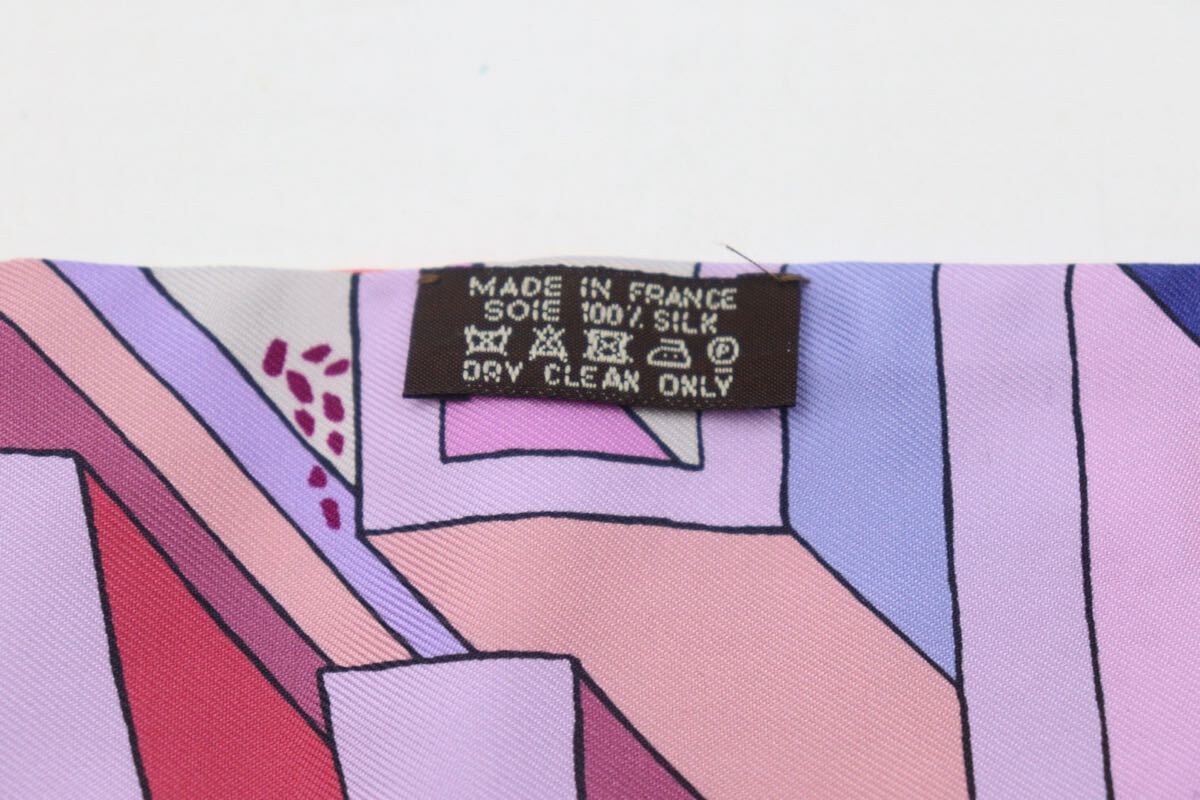 MADE IN FRANCE
SOIE 100% SILK
P
DRY CLEAN ONLY